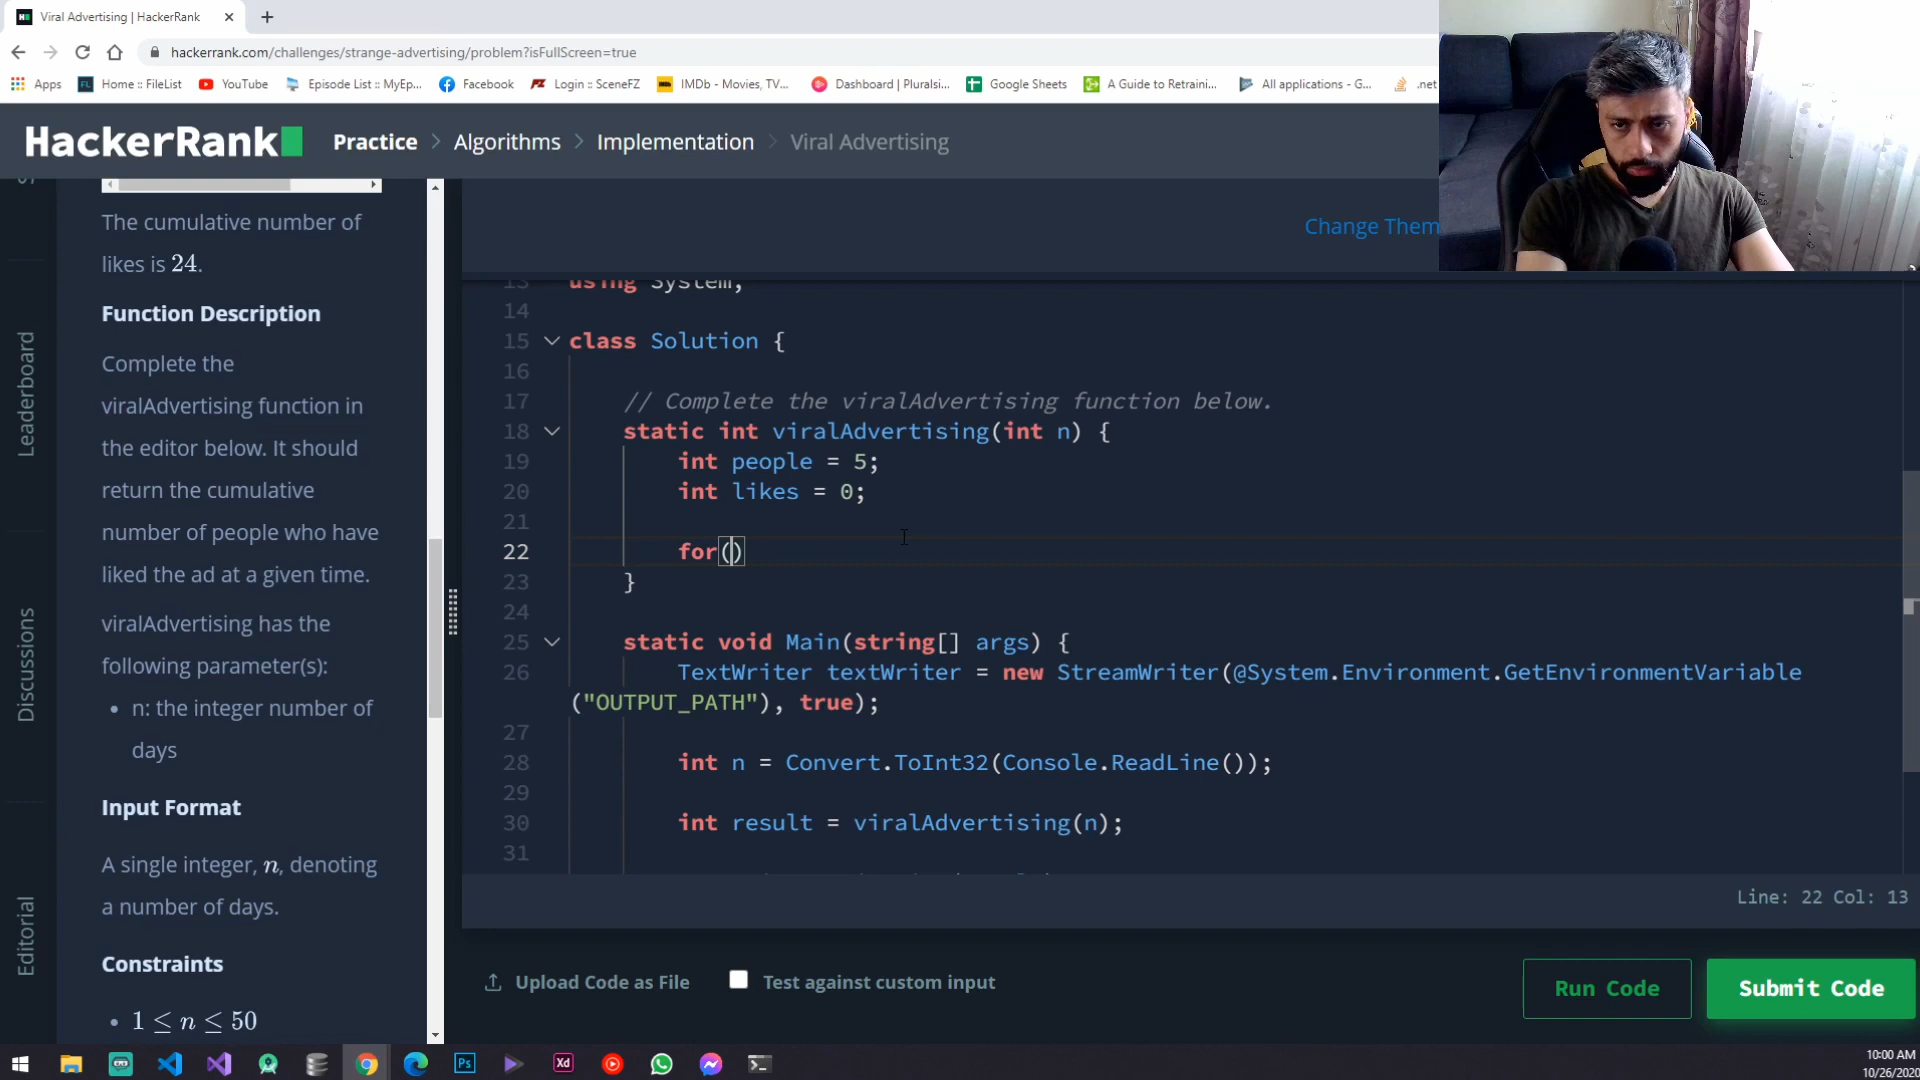 Viral Advertising | HackerRank
hackerrank.com/challenges/strange-advertising/problem?isFullScreen=true
Apps Home :: FileList YouTube Episode List :: MyEp... Facebook Login :: SceneFZ IMDb - Movies, TV... Dashboard | Pluralsi... Google Sheets A Guide to Retraini... All applications - G... .net
HackerRank Practice > Algorithms > Implementation > Viral Advertising
Leaderboard
Discussions
Editorial
The cumulative number of
likes is 24.
Function Description
Complete the
viralAdvertising function in
the editor below. It should
return the cumulative
number of people who have
liked the ad at a given time.
viralAdvertising has the
following parameter(s):
• n: the integer number of
days
Input Format
A single integer, n, denoting
a number of days.
Constraints
• 1 ≤ n ≤ 50
Change Them
13 using System;
14
15 class Solution {
16
17 // Complete the viralAdvertising function below.
18 static int viralAdvertising(int n) {
19 int people = 5;
20 int likes = 0;
21
22 for()
23 }
24
25 static void Main(string[] args) {
26 TextWriter textWriter = new StreamWriter(@System.Environment.GetEnvironmentVariable
("OUTPUT_PATH"), true);
27
28 int n = Convert.ToInt32(Console.ReadLine());
29
30 int result = viralAdvertising(n);
31
Line: 22 Col: 13
Upload Code as File Test against custom input
Run Code
Submit Code
Ps
Xd
10:00 AM
10/26/2020